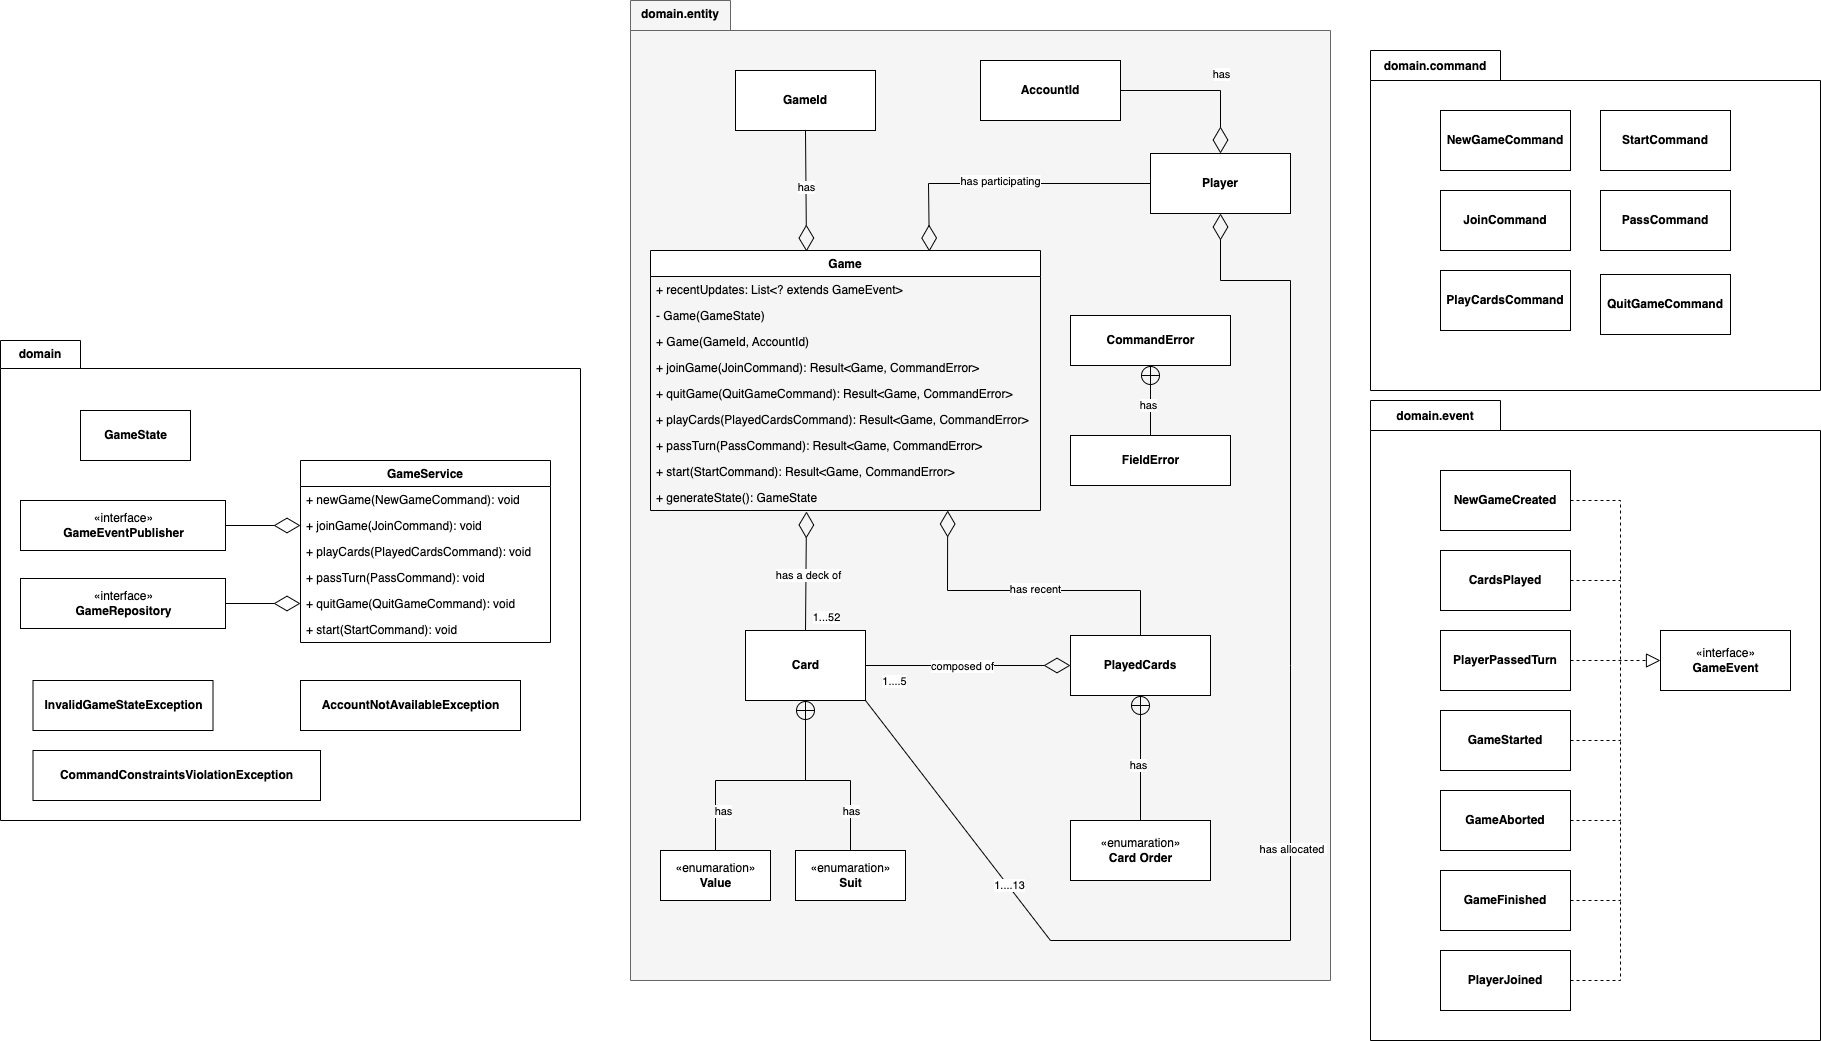 domain
GameState
GameService
+ newGame(NewGameCommand): void
+ joinGame(JoinCommand): void
+ playCards(PlayedCardsCommand): void
+ passTurn(PassCommand): void
+ quitGame(QuitGameCommand): void
+ start(StartCommand): void
«interface»
GameEventPublisher
«interface»
GameRepository
InvalidGameStateException
AccountNotAvailableException
CommandConstraintsViolationException
domain.entity
GameId
AccountId
has
has
has participating
Player
Game
+ recentUpdates: List<? extends GameEvent>
- Game(GameState)
+ Game(GameId, AccountId)
+ joinGame(JoinCommand): Result<Game, CommandError>
+ quitGame(QuitGameCommand): Result<Game, CommandError>
+ playCards(PlayedCardsCommand): Result<Game, CommandError>
+ passTurn(PassCommand): Result<Game, CommandError>
+ start(StartCommand): Result<Game, CommandError>
+ generateState(): GameState
CommandError
has
FieldError
has a deck of
has recent
1...52
Card
composed of
1....5
PlayedCards
has
has
has
«enumaration»
Value
«enumaration»
Suit
«enumaration»
Card Order
has allocated
1....13
domain.command
NewGameCommand
StartCommand
JoinCommand
PassCommand
PlayCardsCommand
QuitGameCommand
domain.event
NewGameCreated
CardsPlayed
PlayerPassedTurn
«interface»
GameEvent
GameStarted
GameAborted
GameFinished
PlayerJoined